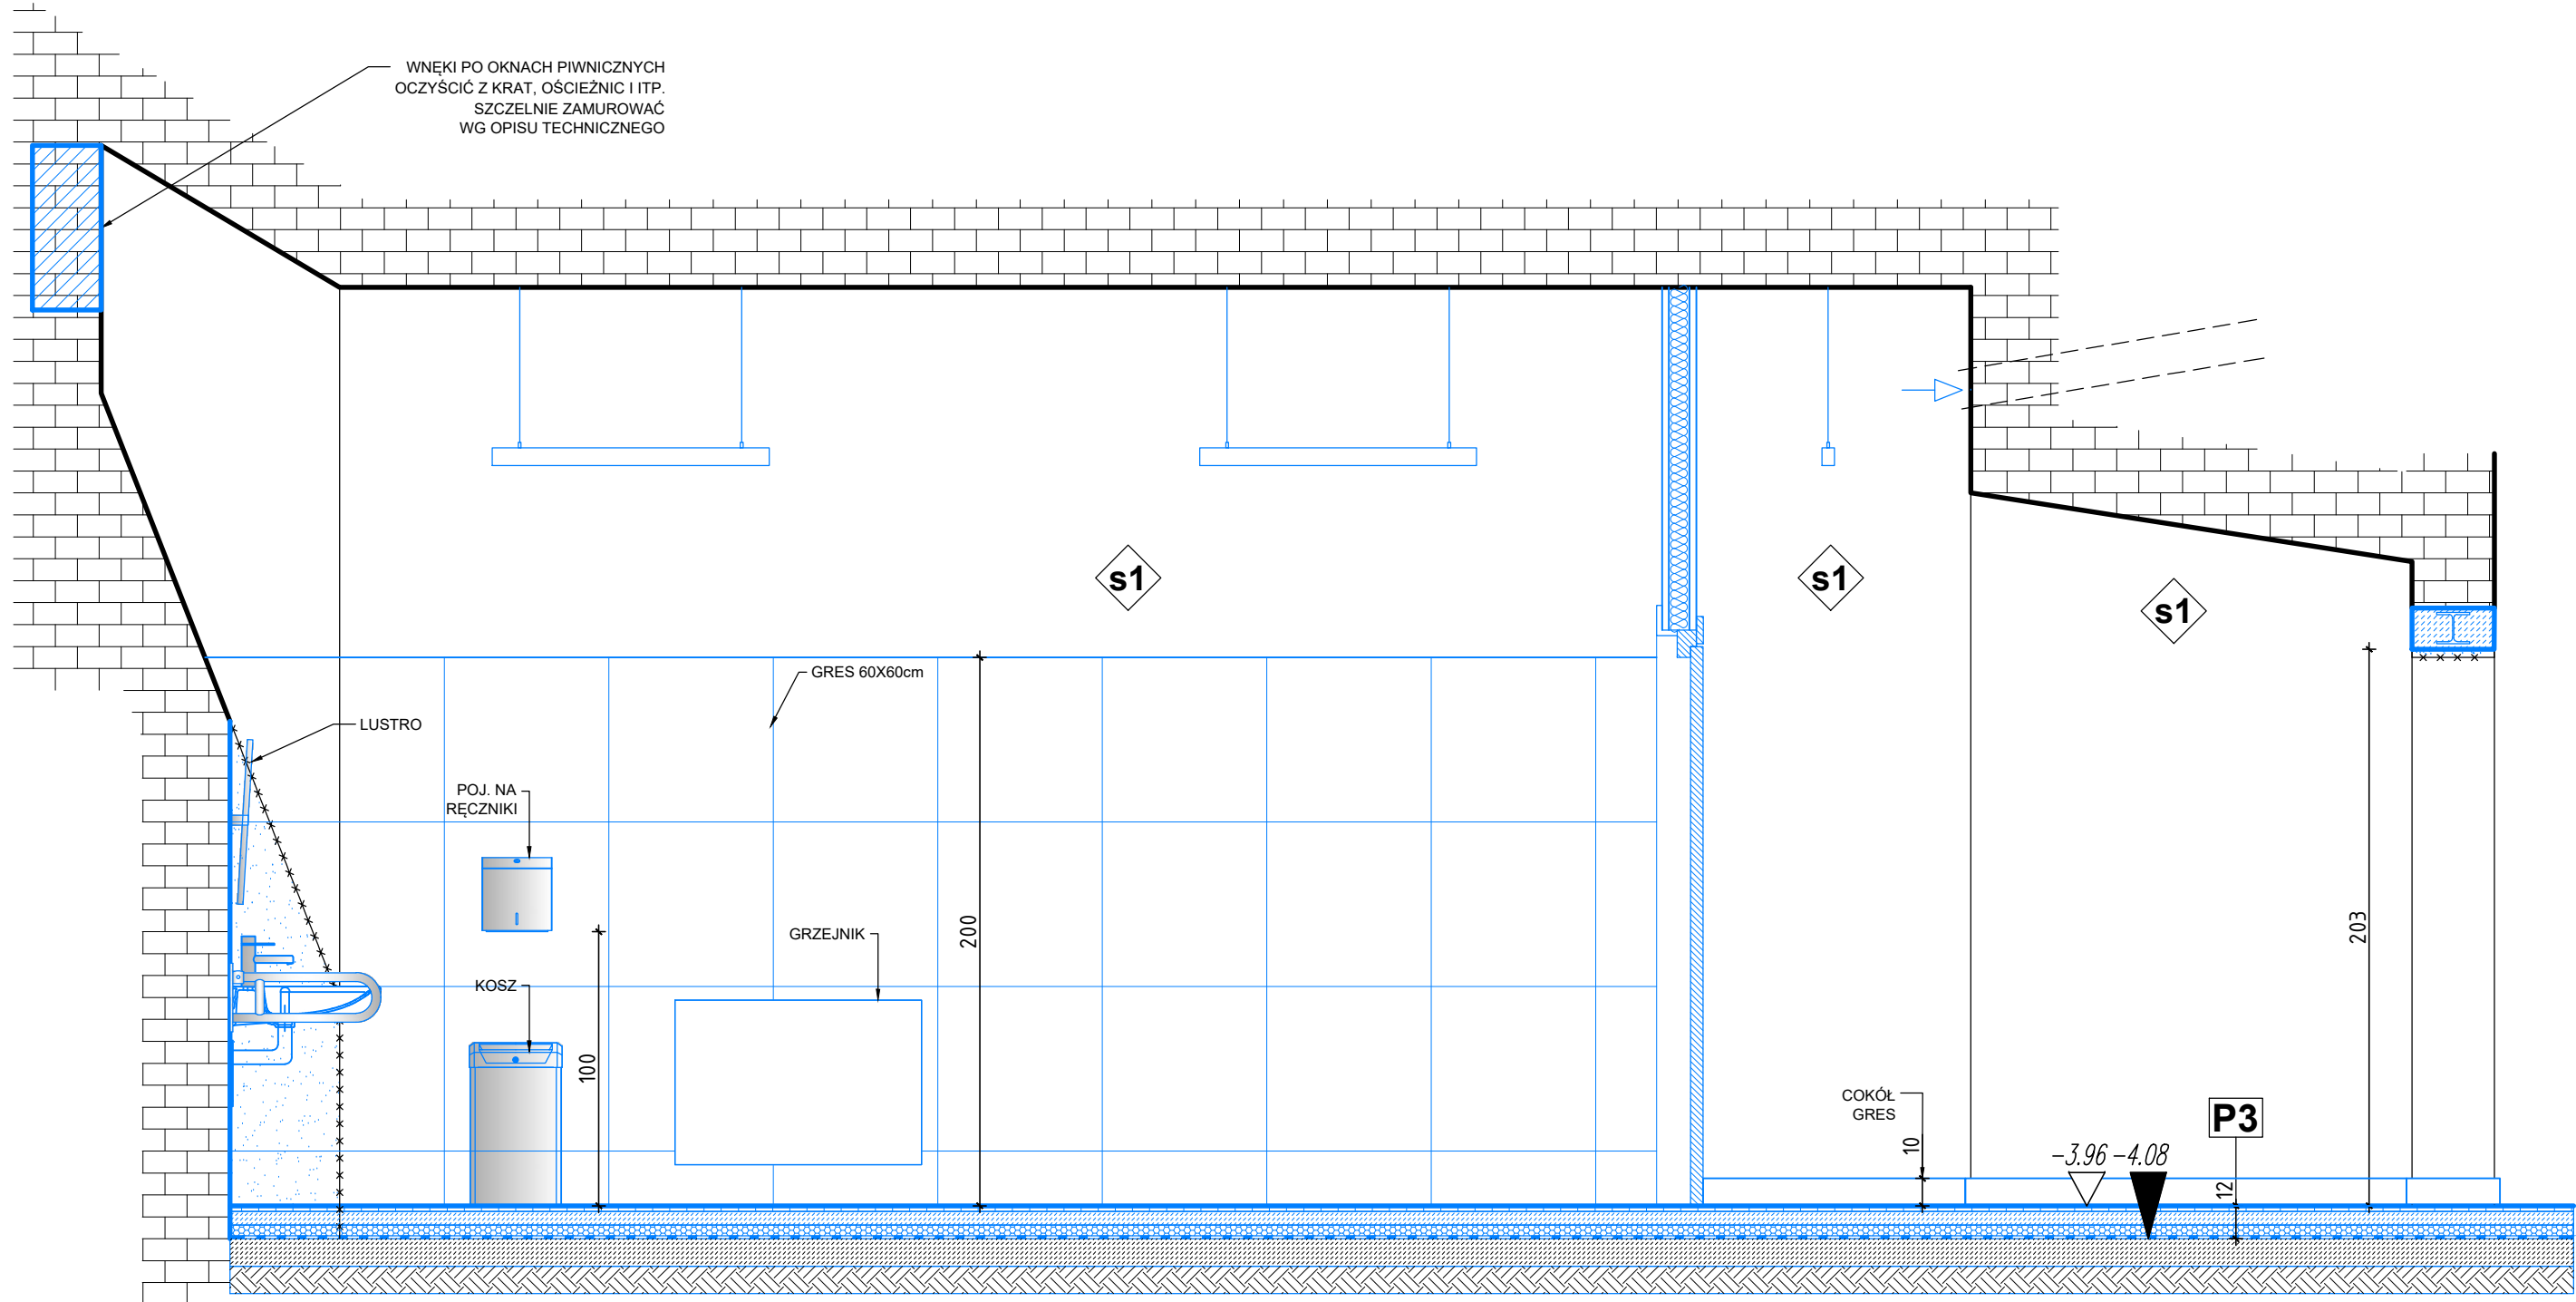 WNĘKI PO OKNACH PIWNICZNYCH
OCZYŚCIĆ Z KRAT, OŚCIEŻNIC I ITP.
SZCZELNIE ZAMUROWAĆ
WG OPISU TECHNICZNEGO
s1
s1
s1
GRES 60X60cm
LUSTRO
POJ. NA
RĘCZNIKI
GRZEJNIK
KOSZ
100
200
203
COKÓŁ
GRES
10
-3.96
-4.08
P3
12